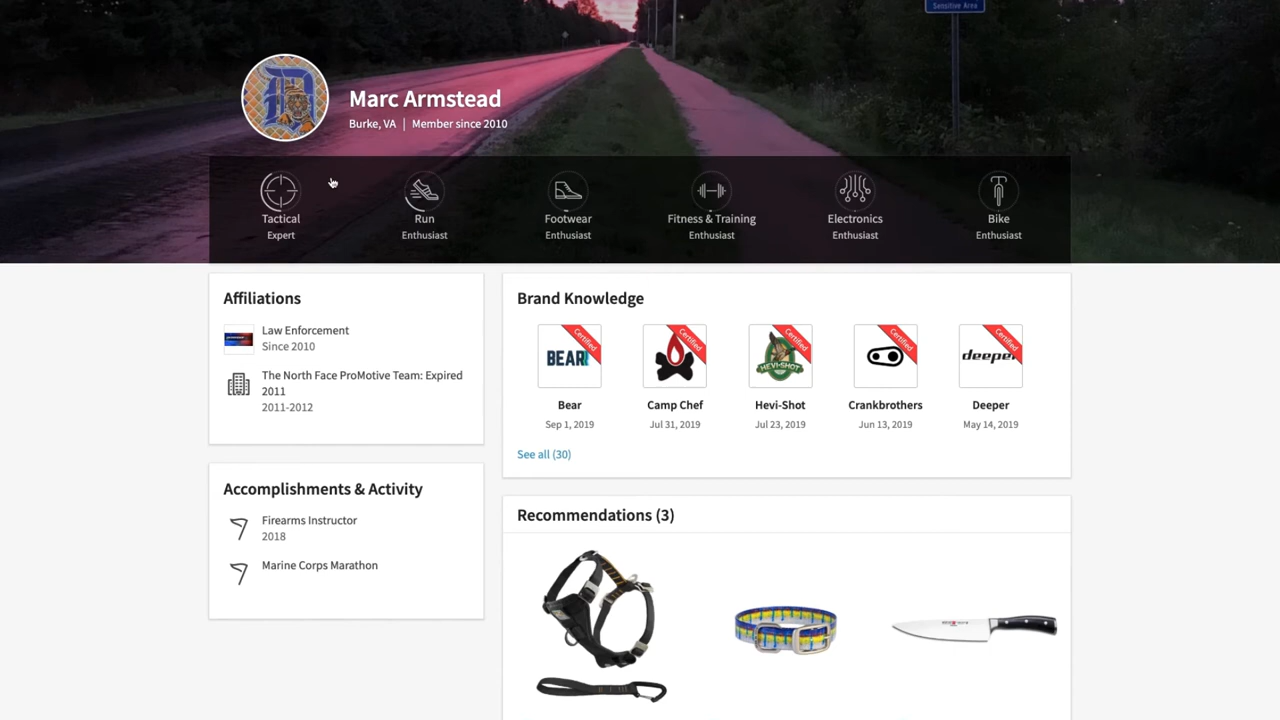 Sensitive Area
Marc Armstead
Burke, VA | Member since 2010
Tactical
Expert
Run
Enthusiast
Footwear
Enthusiast
Fitness & Training
Enthusiast
Electronics
Enthusiast
Bike
Enthusiast
Affiliations
Law Enforcement
Since 2010
The North Face ProMotive Team: Expired
2011
2011-2012
Accomplishments & Activity
Firearms Instructor
2018
Marine Corps Marathon
Brand Knowledge
BEAR
Certified
Bear
Sep 1, 2019
Certified
Camp Chef
Jul 31, 2019
HEVI-SHOT
Certified
Hevi-Shot
Jul 23, 2019
Certified
Crankbrothers
Jun 13, 2019
deeper
Certified
Deeper
May 14, 2019
See all (30)
Recommendations (3)